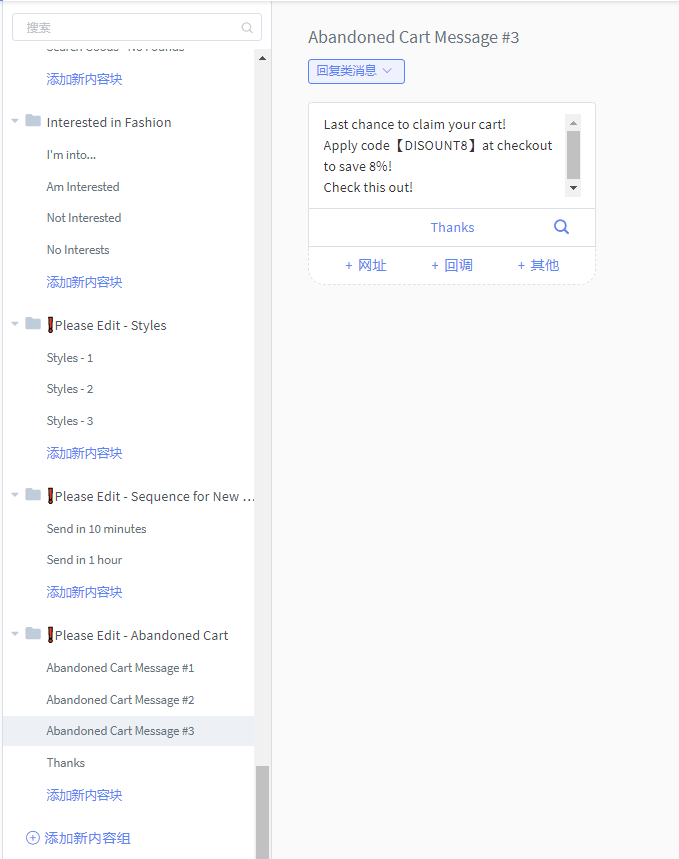 搜索
Search Goods - No Founds
添加新内容块
Interested in Fashion
I'm into...
Am Interested
Not Interested
No Interests
添加新内容块
❗Please Edit - Styles
Styles - 1
Styles - 2
Styles - 3
添加新内容块
❗Please Edit - Sequence for New ...
Send in 10 minutes
Send in 1 hour
添加新内容块
❗Please Edit - Abandoned Cart
Abandoned Cart Message #1
Abandoned Cart Message #2
Abandoned Cart Message #3
Thanks
添加新内容块
添加新内容组
Abandoned Cart Message #3
回复类消息
Last chance to claim your cart!
Apply code【DISOUNT8】at checkout
to save 8%!
Check this out!
Thanks
+ 网址 + 回调 + 其他